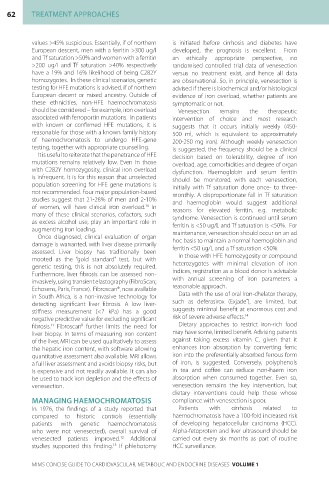 62 TREATMENT APPROACHES
values >45% suspicious. Essentially, if of northern
European descent, men with a ferritin >300 ug/l
and Tf saturation >50% and women with a ferritin
>200 ug/l and Tf saturation >40% respectively
have a 19% and 16% likelihood of being C282Y
homozygotes. In these clinical scenarios, genetic
testing for HFE mutations is advised, if of northern
European decent or mixed ancestry. Outside of
these ethnicities, non-HFE haemochromatosis
should be considered – for example, iron overload
associated with ferroportin mutations. In patients
with known or confirmed HFE mutations, it is
reasonable for those with a known family history
of haemochromatosis to undergo HFE-gene
testing, together with appropriate counselling.
It is useful to reiterate that the penetrance of HFE
mutations remains relatively low. Even in those
with C282Y homozygosity, clinical iron overload
is infrequent. It is for this reason that unselected
population screening for HFE gene mutations is
not recommended. Four major population-based
studies suggest that 21-28% of men and 2-10%
of women, will have clinical iron overload. In
many of these clinical scenarios, cofactors, such
as excess alcohol use, play an important role in
augmenting iron loading.
Once diagnosed, clinical evaluation of organ
damage is warranted, with liver disease primarily
assessed. Liver biopsy has traditionally been
mooted as the “gold standard” test, but with
genetic testing, this is not absolutely required.
Furthermore, liver fibrosis can be assessed non-
invasively, using transient elastography (FibroScan,
Echosens, Paris, France). Fibroscan®, most available
in South Africa, is a non-invasive technology for
detecting significant liver fibrosis. A low liver-
stiffness measurement (<7 kPa) has a good
negative predictive value for excluding significant
fibrosis. Fibroscan® further limits the need for
liver biopsy. In terms of measuring iron content
of the liver, MRI can be used qualitatively to assess
the hepatic iron content, with software allowing
quantitative assessment also available. MRI allows
a full liver assessment and avoids biopsy risks, but
is expensive and not readily available. It can also
be used to track iron depletion and the effects of
venesection.
MANAGING HAEMOCHROMATOSIS
In 1976, the findings of a study reported that
compared to historic controls (essentially
patients with genetic haemochromatosis
who were not venesected), overall survival of
venesected patients improved. Additional
studies supported this finding. If phlebotomy
is initiated before cirrhosis and diabetes have
developed, the prognosis is excellent. From
an ethically appropriate perspective, no
randomised controlled trial data of venesection
versus no treatment exist, and hence all data
are observational. So, in principle, venesection is
advised if there is biochemical and/or histological
evidence of iron overload, whether patients are
symptomatic or not.
Venesection remains the therapeutic
intervention of choice and most research
suggests that it occurs initially weekly (450-
500 ml, which is equivalent to approximately
200-250 mg iron). Although weekly venesection
is suggested, the frequency should be a clinical
decision based on tolerability, degree of iron
overload, age, comorbidities and degree of organ
dysfunction. Haemoglobin and serum ferritin
should be monitored with each venesection,
initially with Tf saturation done once- to three-
monthly. A disproportionate fall in Tf saturation
and haemoglobin would suggest additional
reasons for elevated ferritin, e.g. metabolic
syndrome. Venesection is continued until serum
ferritin is <50 ug/L and Tf saturation is <50%. For
maintenance, venesection should occur on an ad
hoc basis to maintain a normal haemoglobin and
ferritin <50 ug/L, and a Tf saturation <50%
In those with HFE homozygosity or compound
heterozygotes with minimal elevation of iron
indices, registration as a blood donor is advisable
with annual screening of iron parameters a
reasonable approach.
Data with the use of oral iron-chelator therapy,
such as deferasirox (Exjade), are limited, but
suggests minimal benefit at enormous cost and
risk of severe adverse effects.
Dietary approaches to restrict iron-rich food
may have some, limited benefit. Advising patients
against taking excess vitamin C, given that it
enhances iron absorption by converting ferric
iron into the preferentially absorbed ferrous form
of iron, is suggested. Conversely, polyphenols
in tea and coffee can reduce non-haem iron
absorption when consumed together. Even so,
venesection remains the key intervention, but
dietary interventions could help those whose
compliance with venesection is poor.
Patients with cirrhosis related to
haemochromatosis have a 100-fold increased risk
of developing hepatocellular carcinoma (HCC).
Alpha-fetoprotein and liver ultrasound should be
carried out every six months as part of routine
HCC surveillance.
MIMS CONCISE GUIDE TO CARDIOVASCULAR, METABOLIC AND ENDOCRINE DISEASES VOLUME 1